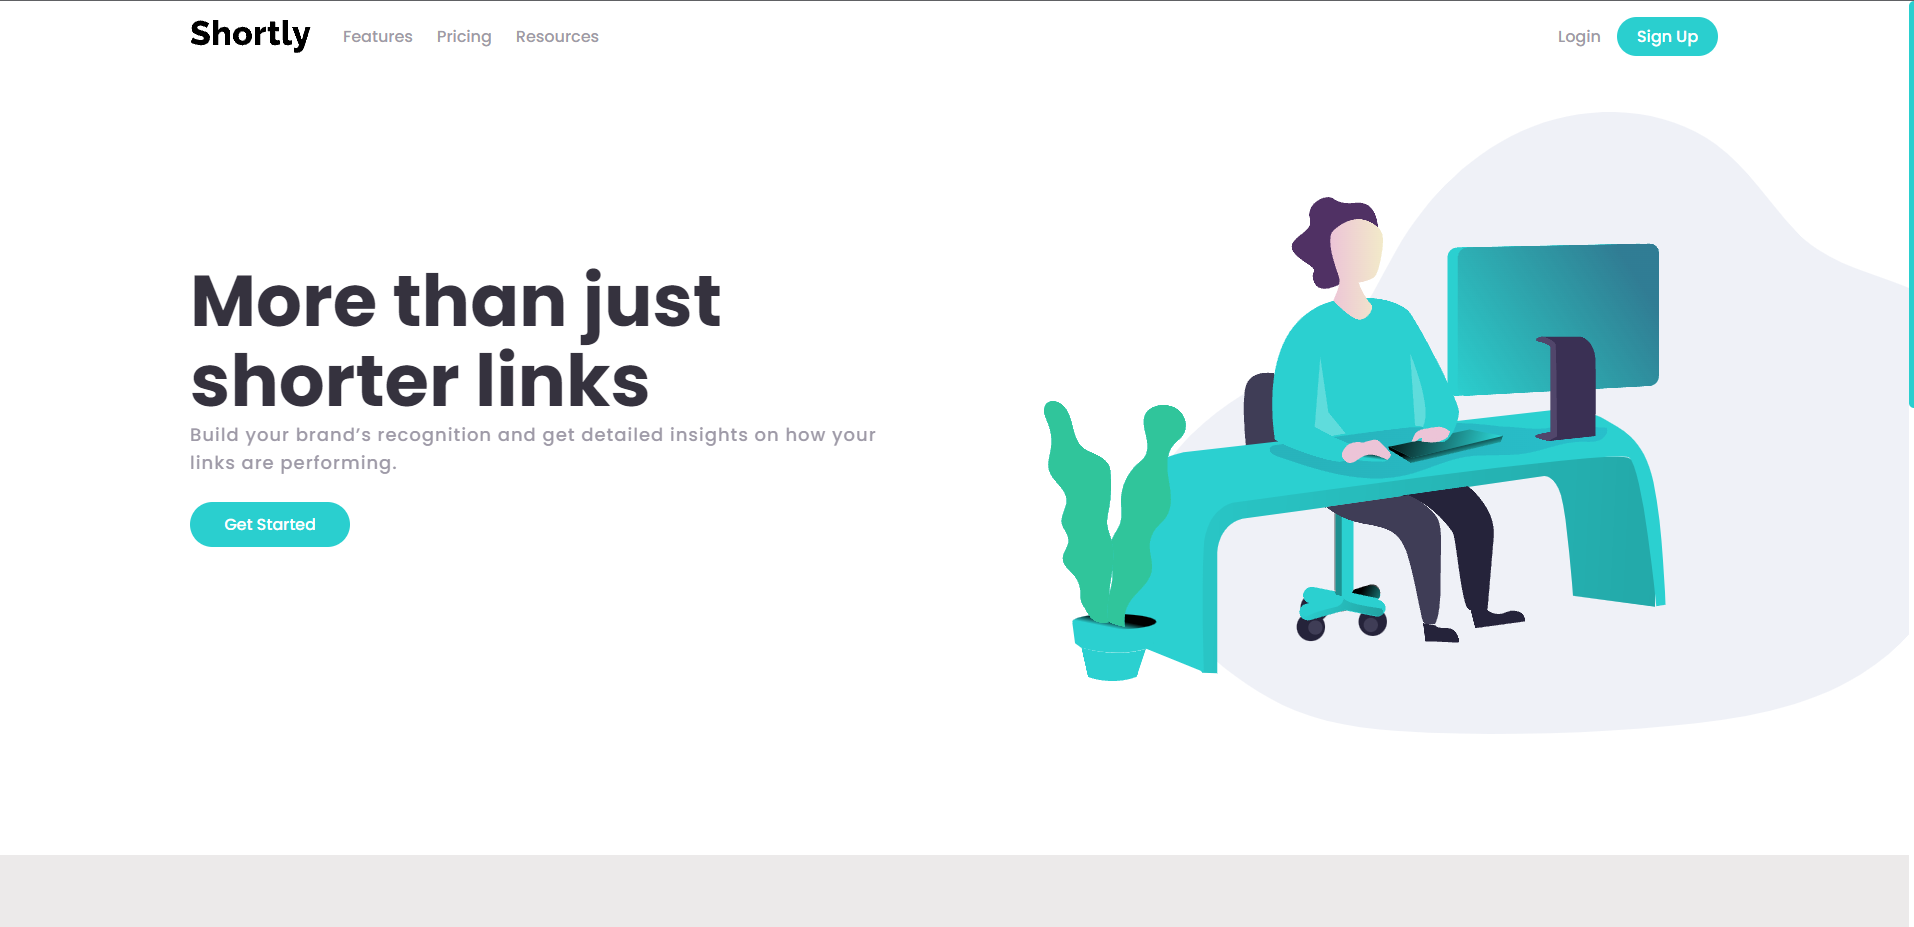 Shortly Features Pricing Resources Login Sign Up
More than just
shorter links
Build your brand’s recognition and get detailed insights on how your
links are performing.
Get Started